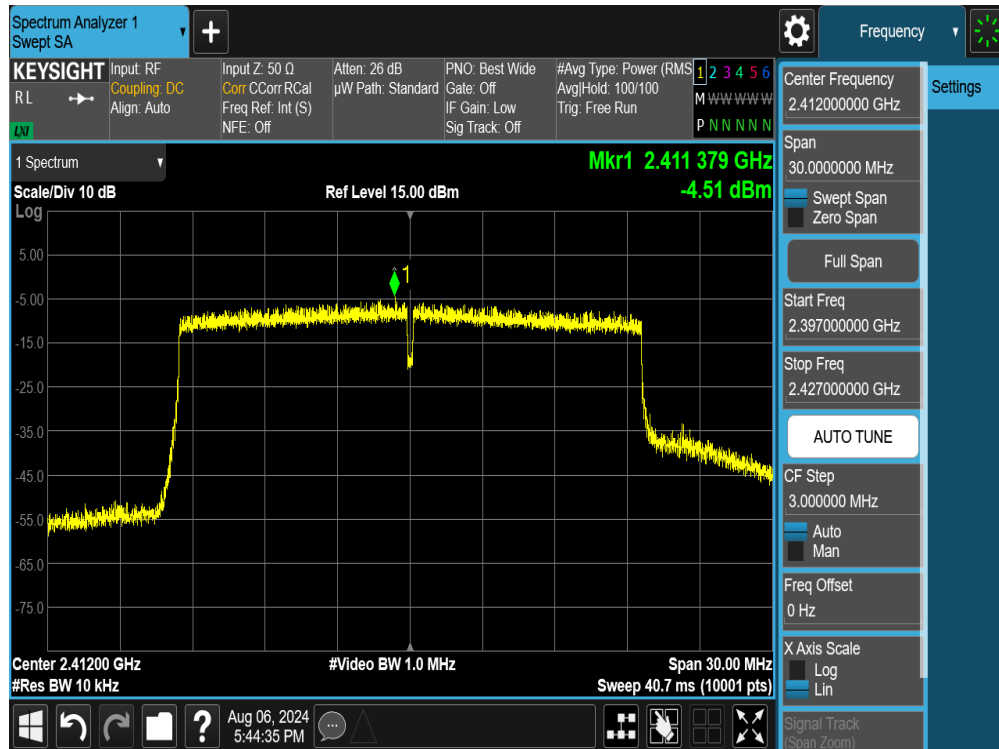 Spectrum Analyzer 1
Swept SA
+
Frequency
KEYSIGHT
RL
LXI
Input: RF
Coupling: DC
Align: Auto
Input Z: 50 Ω
Corr CCorr RCal
Freq Ref: Int (S)
NFE: Off
Atten: 26 dB
µW Path: Standard
PNO: Best Wide
Gate: Off
IF Gain: Low
Sig Track: Off
#Avg Type: Power (RMS
Avg|Hold: 100/100
Trig: Free Run
1 2 3 4 5 6
M W W W W W
P N N N N N
1 Spectrum
Scale/Div 10 dB
Log
Ref Level 15.00 dBm
Mkr1 2.411 379 GHz
-4.51 dBm
1
5.00
-5.00
-15.0
-25.0
-35.0
-45.0
-55.0
-65.0
-75.0
Center 2.41200 GHz
#Res BW 10 kHz
#Video BW 1.0 MHz
Span 30.00 MHz
Sweep 40.7 ms (10001 pts)
Center Frequency
2.412000000 GHz
Span
30.0000000 MHz
Swept Span
Zero Span
Full Span
Start Freq
2.397000000 GHz
Stop Freq
2.427000000 GHz
AUTO TUNE
CF Step
3.000000 MHz
Auto
Man
Freq Offset
0 Hz
X Axis Scale
Log
Lin
Signal Track
(Span Zoom)
Settings
?
Aug 06, 2024
5:44:35 PM